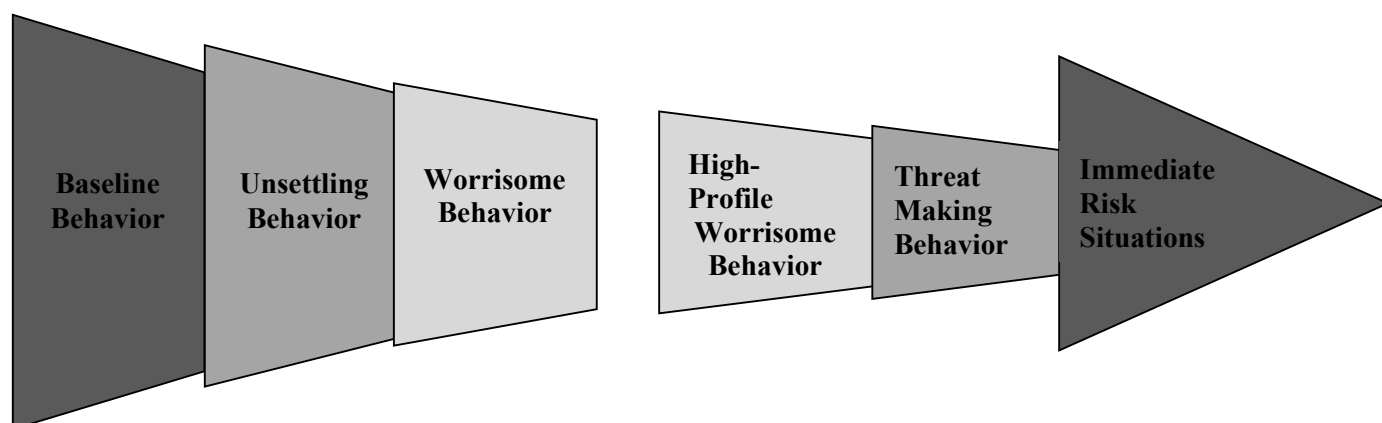 Baseline
Behavior
Unsettling
Behavior
Worrisome
Behavior
High-
Profile
Worrisome
Behavior
Threat
Making
Behavior
Immediate
Risk
Situations